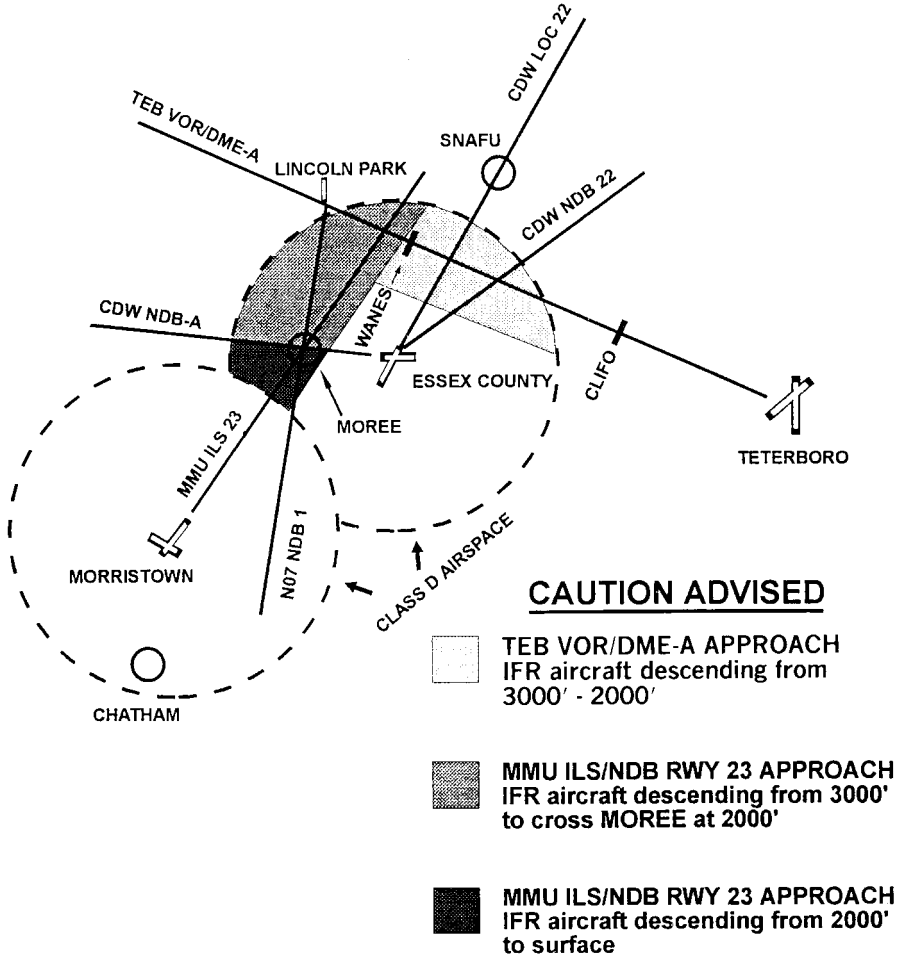 CDW LOC 22
TEB VOR/DME-A
SNAFU
LINCOLN PARK
CDW NDB 22
CDW NDB-A
WANES
ESSEX COUNTY
CLIFO
MOREE
MMU ILS 23
TETERBORO
N07 NDB 1
MORRISTOWN
CLASS D AIRSPACE
CHATHAM
CAUTION ADVISED
TEB VOR/DME-A APPROACH
IFR aircraft descending from
3000' - 2000'
MMU ILS/NDB RWY 23 APPROACH
IFR aircraft descending from 3000'
to cross MOREE at 2000'
MMU ILS/NDB RWY 23 APPROACH
IFR aircraft descending from 2000'
to surface